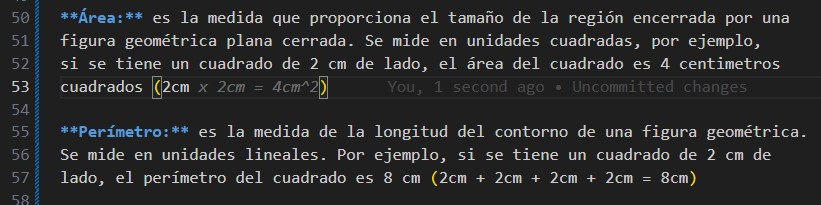 50 **Área:** es la medida que proporciona el tamaño de la región encerrada por una
51 figura geométrica plana cerrada. Se mide en unidades cuadradas, por ejemplo,
52 si se tiene un cuadrado de 2 cm de lado, el área del cuadrado es 4 centimetros
53 cuadrados (2cm x 2cm = 4cm^2) You, 1 second ago • Uncommitted changes
54
55 **Perímetro:** es la medida de la longitud del contorno de una figura geométrica.
56 Se mide en unidades lineales. Por ejemplo, si se tiene un cuadrado de 2 cm de
57 lado, el perímetro del cuadrado es 8 cm (2cm + 2cm + 2cm + 2cm = 8cm)
58